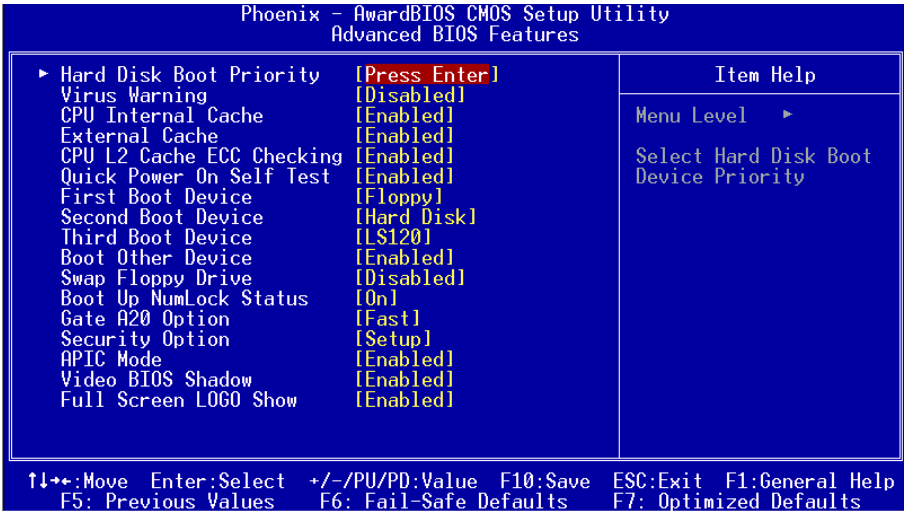 Phoenix - AwardBIOS CMOS Setup Utility
Advanced BIOS Features
► Hard Disk Boot Priority [Press Enter]
Virus Warning [Disabled]
CPU Internal Cache [Enabled]
External Cache [Enabled]
CPU L2 Cache ECC Checking [Enabled]
Quick Power On Self Test [Enabled]
First Boot Device [Floppy]
Second Boot Device [Hard Disk]
Third Boot Device [LS120]
Boot Other Device [Enabled]
Swap Floppy Drive [Disabled]
Boot Up NumLock Status [On]
Gate A20 Option [Fast]
Security Option [Setup]
APIC Mode [Enabled]
Video BIOS Shadow [Enabled]
Full Screen LOGO Show [Enabled]
Item Help
Menu Level ►
Select Hard Disk Boot
Device Priority
↑↓→←:Move Enter:Select +/-/PU/PD:Value F10:Save ESC:Exit F1:General Help
F5: Previous Values F6: Fail-Safe Defaults F7: Optimized Defaults